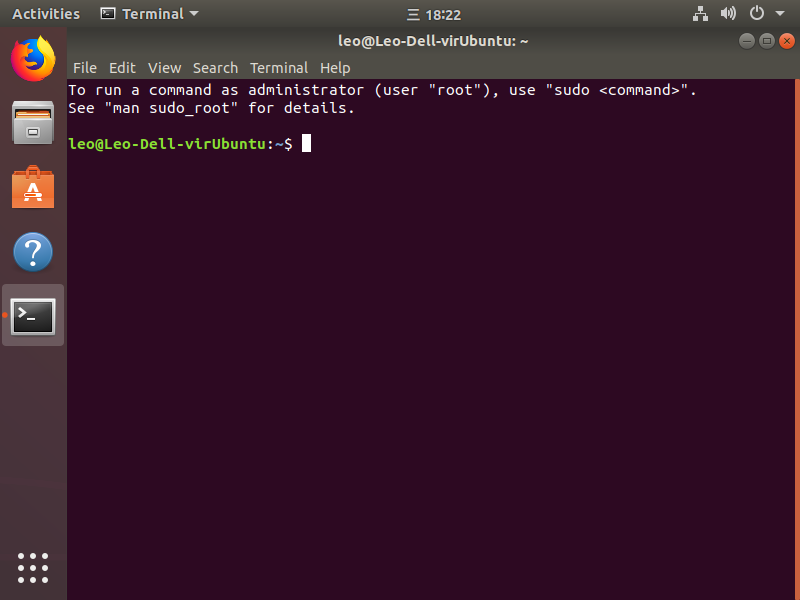 Activities Terminal 三 18:22
leo@Leo-Dell-virUbuntu: ~
File Edit View Search Terminal Help
To run a command as administrator (user "root"), use "sudo <command>".
See "man sudo_root" for details.
leo@Leo-Dell-virUbuntu:~$